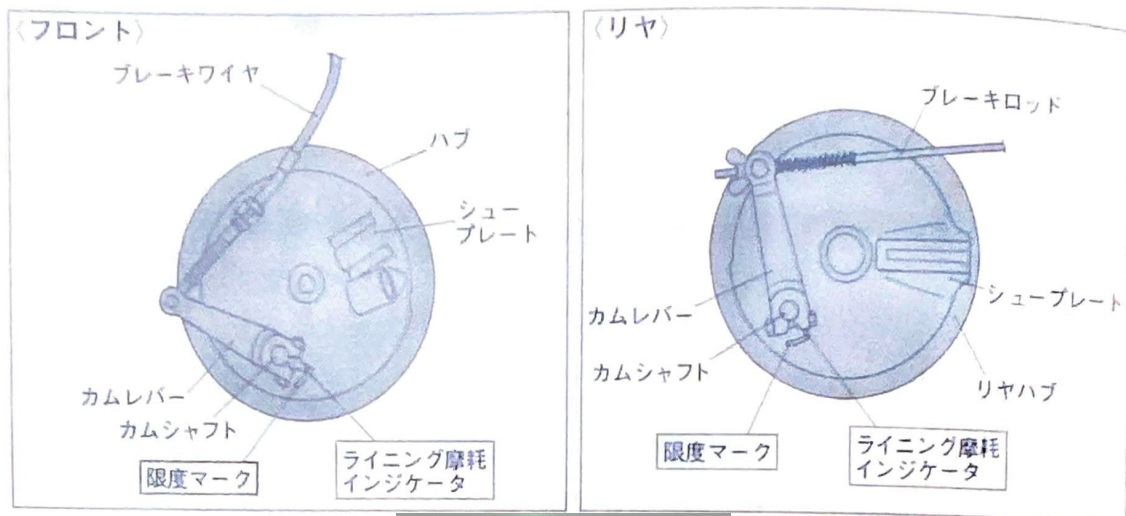 〈フロント〉
ブレーキワイヤ
ハブ
シュー
プレート
カムレバー
カムシャフト
限度マーク
ライニング摩耗
インジケータ
〈リヤ〉
ブレーキロッド
カムレバー
シュープレート
カムシャフト
リヤハブ
限度マーク
ライニング摩耗
インジケータ